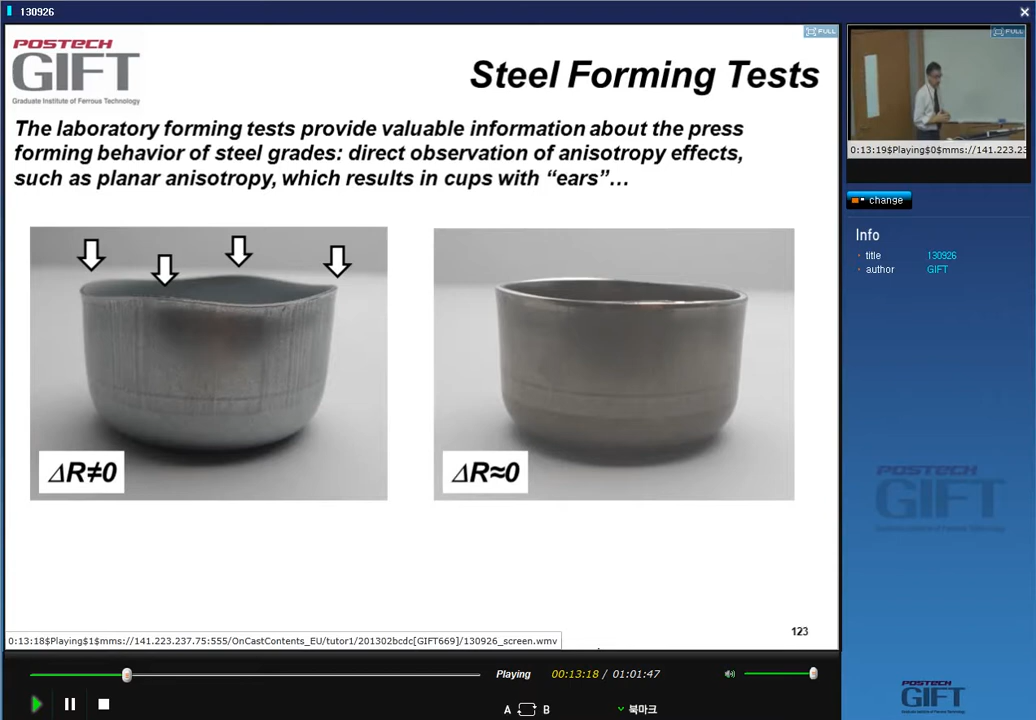 130926
POSTECH
GIFT
Graduate Institute of Ferrous Technology
FULL
Steel Forming Tests
The laboratory forming tests provide valuable information about the press
forming behavior of steel grades: direct observation of anisotropy effects,
such as planar anisotropy, which results in cups with “ears”…
ΔR≠0
ΔR≈0
123
0:13:18$Playing$1$mms://141.223.237.75:555/OnCastContents_EU/tutor1/201302bcdc[GIFT669]/130926_screen.wmv
Playing
00:13:18 / 01:01:47
A B
북마크
FULL
0:13:19$Playing$0$mms://141.223.23
change
Info
title 130926
author GIFT
POSTECH
GIFT
POSTECH
GIFT